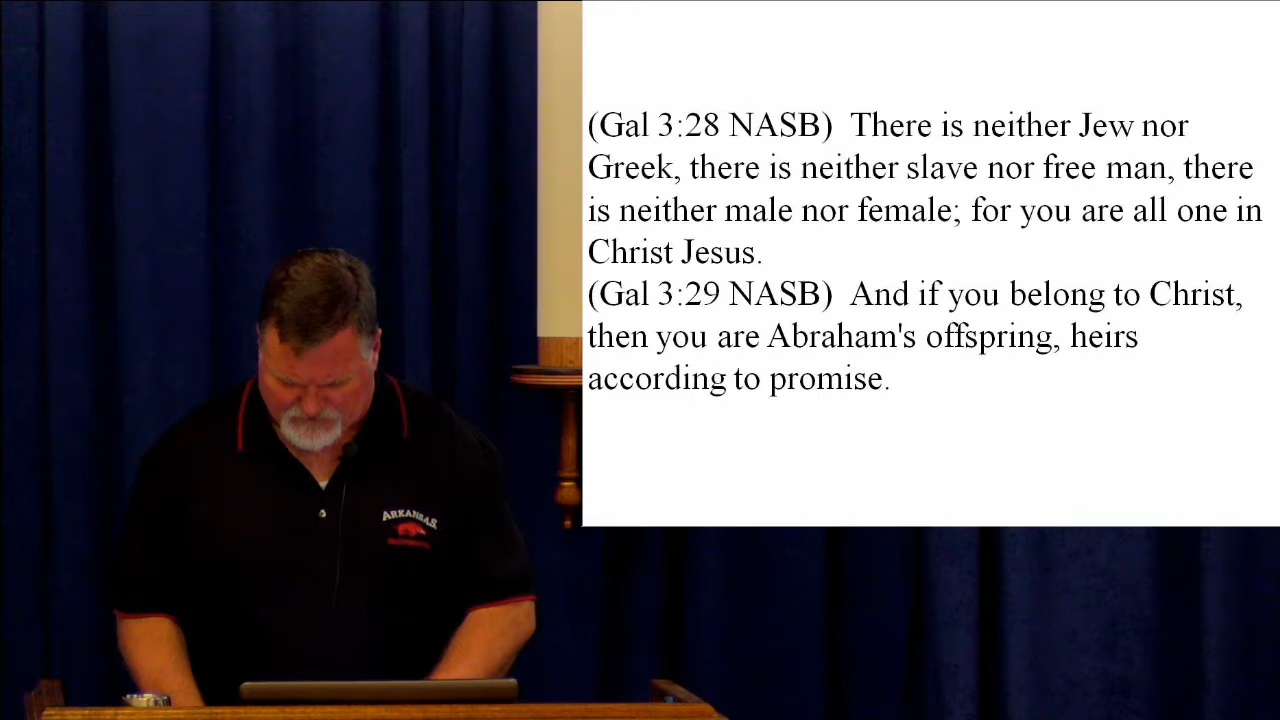 (Gal 3:28 NASB)  There is neither Jew nor
Greek, there is neither slave nor free man, there
is neither male nor female; for you are all one in
Christ Jesus.
(Gal 3:29 NASB)  And if you belong to Christ,
then you are Abraham's offspring, heirs
according to promise.
ARKANSAS